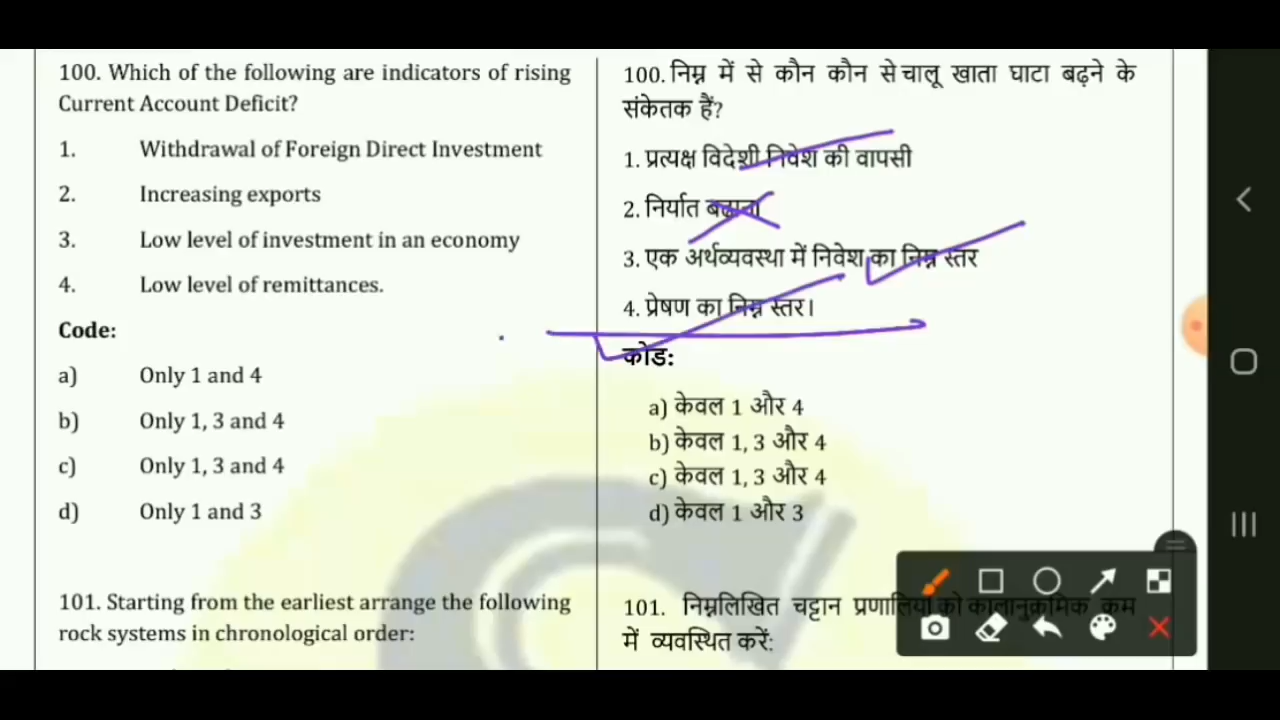 100. Which of the following are indicators of rising
Current Account Deficit?
1. Withdrawal of Foreign Direct Investment
2. Increasing exports
3. Low level of investment in an economy
4. Low level of remittances.
Code:
a) Only 1 and 4
b) Only 1, 3 and 4
c) Only 1, 3 and 4
d) Only 1 and 3
101. Starting from the earliest arrange the following
rock systems in chronological order:
100. निम्न में से कौन कौन से चालू खाता घाटा बढ़ने के
संकेतक हैं?
1. प्रत्यक्ष विदेशी निवेश की वापसी
2. निर्यात बढ़ाना
3. एक अर्थव्यवस्था में निवेश का निम्न स्तर
4. प्रेषण का निम्न स्तर।
कोड:
a) केवल 1 और 4
b) केवल 1, 3 और 4
c) केवल 1, 3 और 4
d) केवल 1 और 3
101. निम्नलिखित चट्टान प्रणालियों को कालानुक्रमिक क्रम
में व्यवस्थित करें: